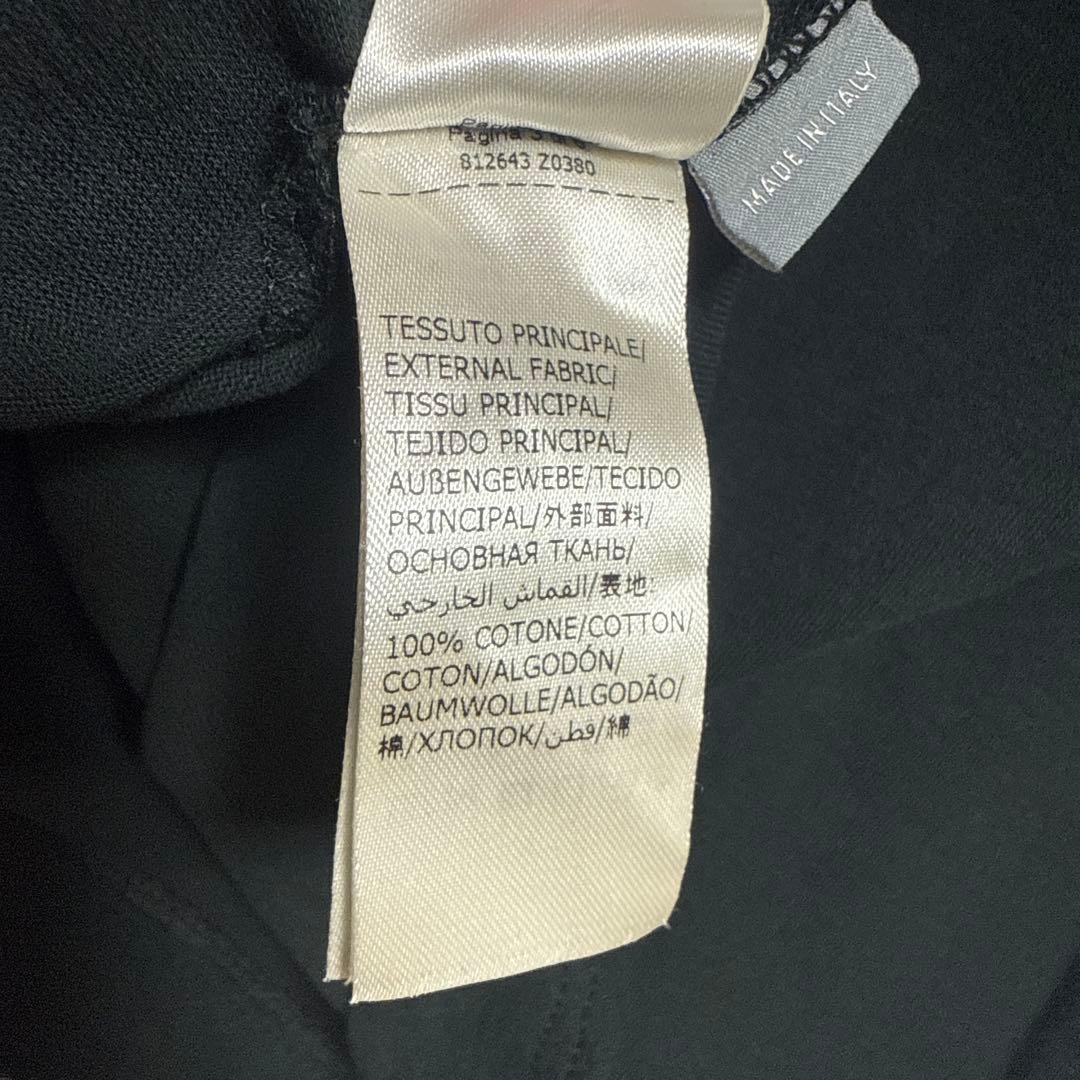 Pagina
812643 Z0380
MADE IN ITALY
TESSUTO PRINCIPALE/
EXTERNAL FABRIC/
TISSU PRINCIPAL/
TEJIDO PRINCIPAL/
AUßENGEWEBE/TECIDO
PRINCIPAL/外部面料/
ОСНОВНАЯ ТКАНЬ/
القماش الخارجي/表地
100% COTONE/COTTON/
COTON/ALGODÓN/
BAUMWOLLE/ALGODÃO/
棉/ХЛОПОК/قطن/綿